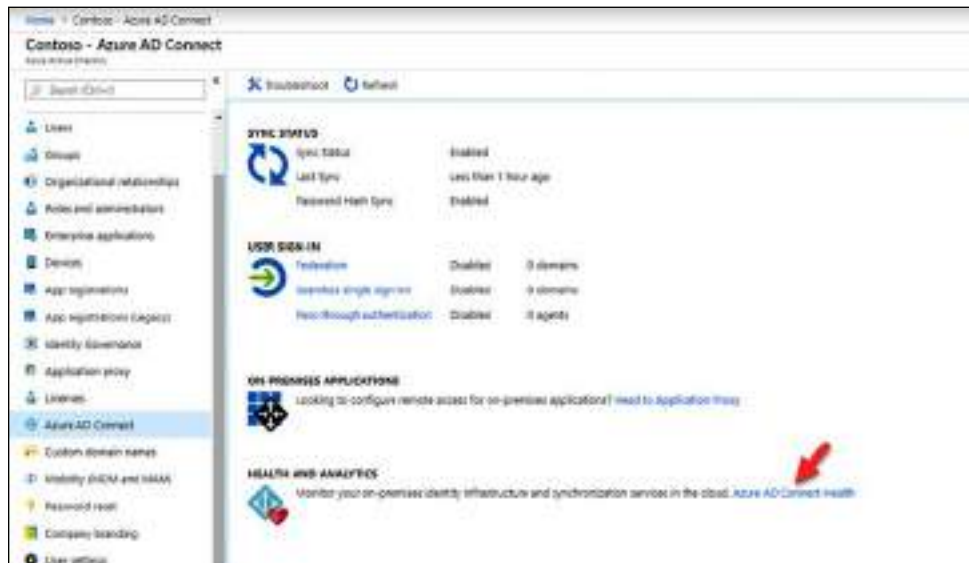 Home > Contoso - Azure AD Connect
Contoso - Azure AD Connect
Azure Active Directory
Search (Ctrl+/)
Troubleshoot Refresh
Users
Groups
Organizational relationships
Roles and administrators
Enterprise applications
Devices
App registrations
App registrations (Legacy)
Identity Governance
Application proxy
Licenses
Azure AD Connect
Custom domain names
Mobility (MDM and MAM)
Password reset
Company branding
User settings
SYNC STATUS
Sync Status Enabled
Last Sync Less than 1 hour ago
Password Hash Sync Enabled
USER SIGN-IN
Federation Disabled 0 domains
Seamless single sign-on Disabled 0 domains
Pass-through authentication Disabled 0 agents
ON-PREMISES APPLICATIONS
Looking to configure remote access for on-premises applications? Head to Application Proxy
HEALTH AND ANALYTICS
Monitor your on-premises identity infrastructure and synchronization services in the cloud. Azure AD Connect Health